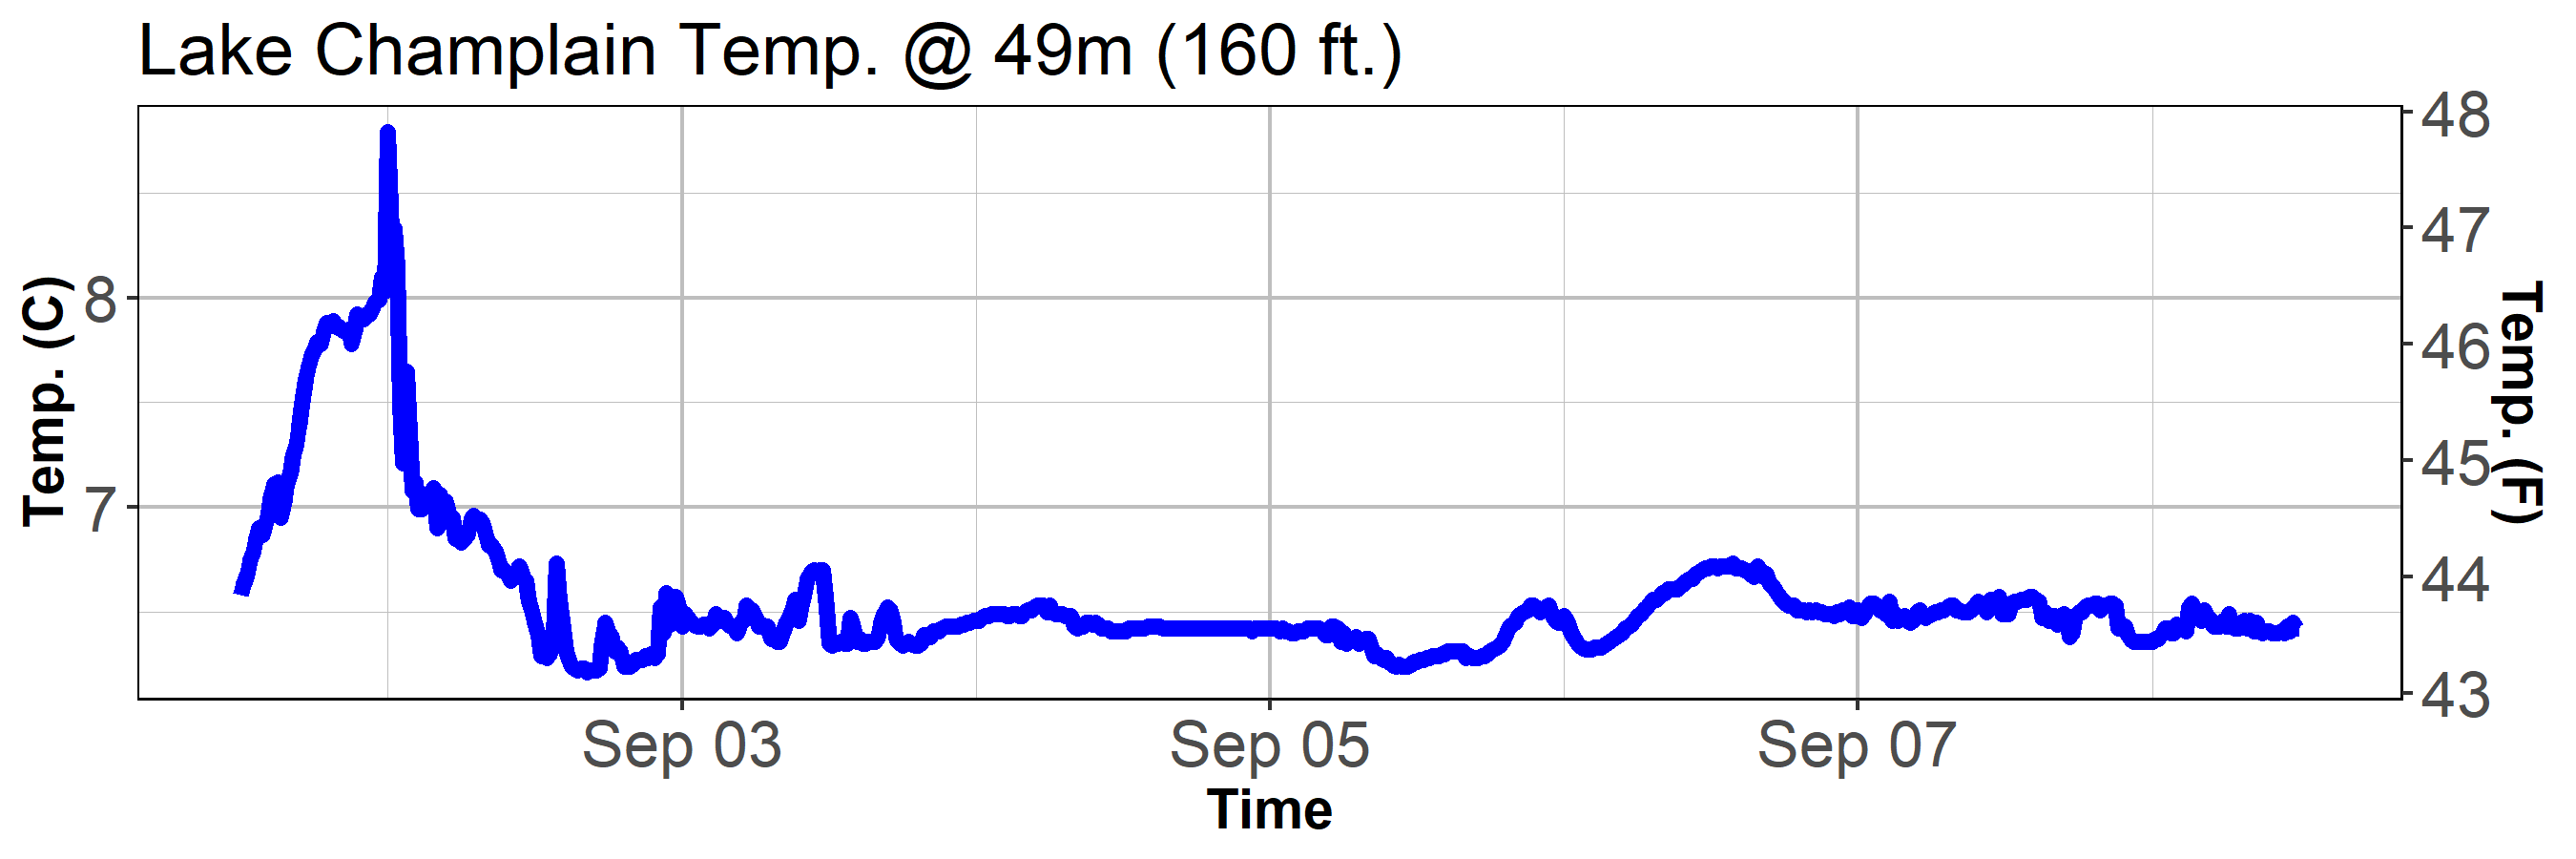 Lake Champlain Temp. @ 49m (160 ft.)
Temp. (C)
8
7
48
47
46
45
44
43
Temp. (F)
Sep 03 Sep 05 Sep 07
Time